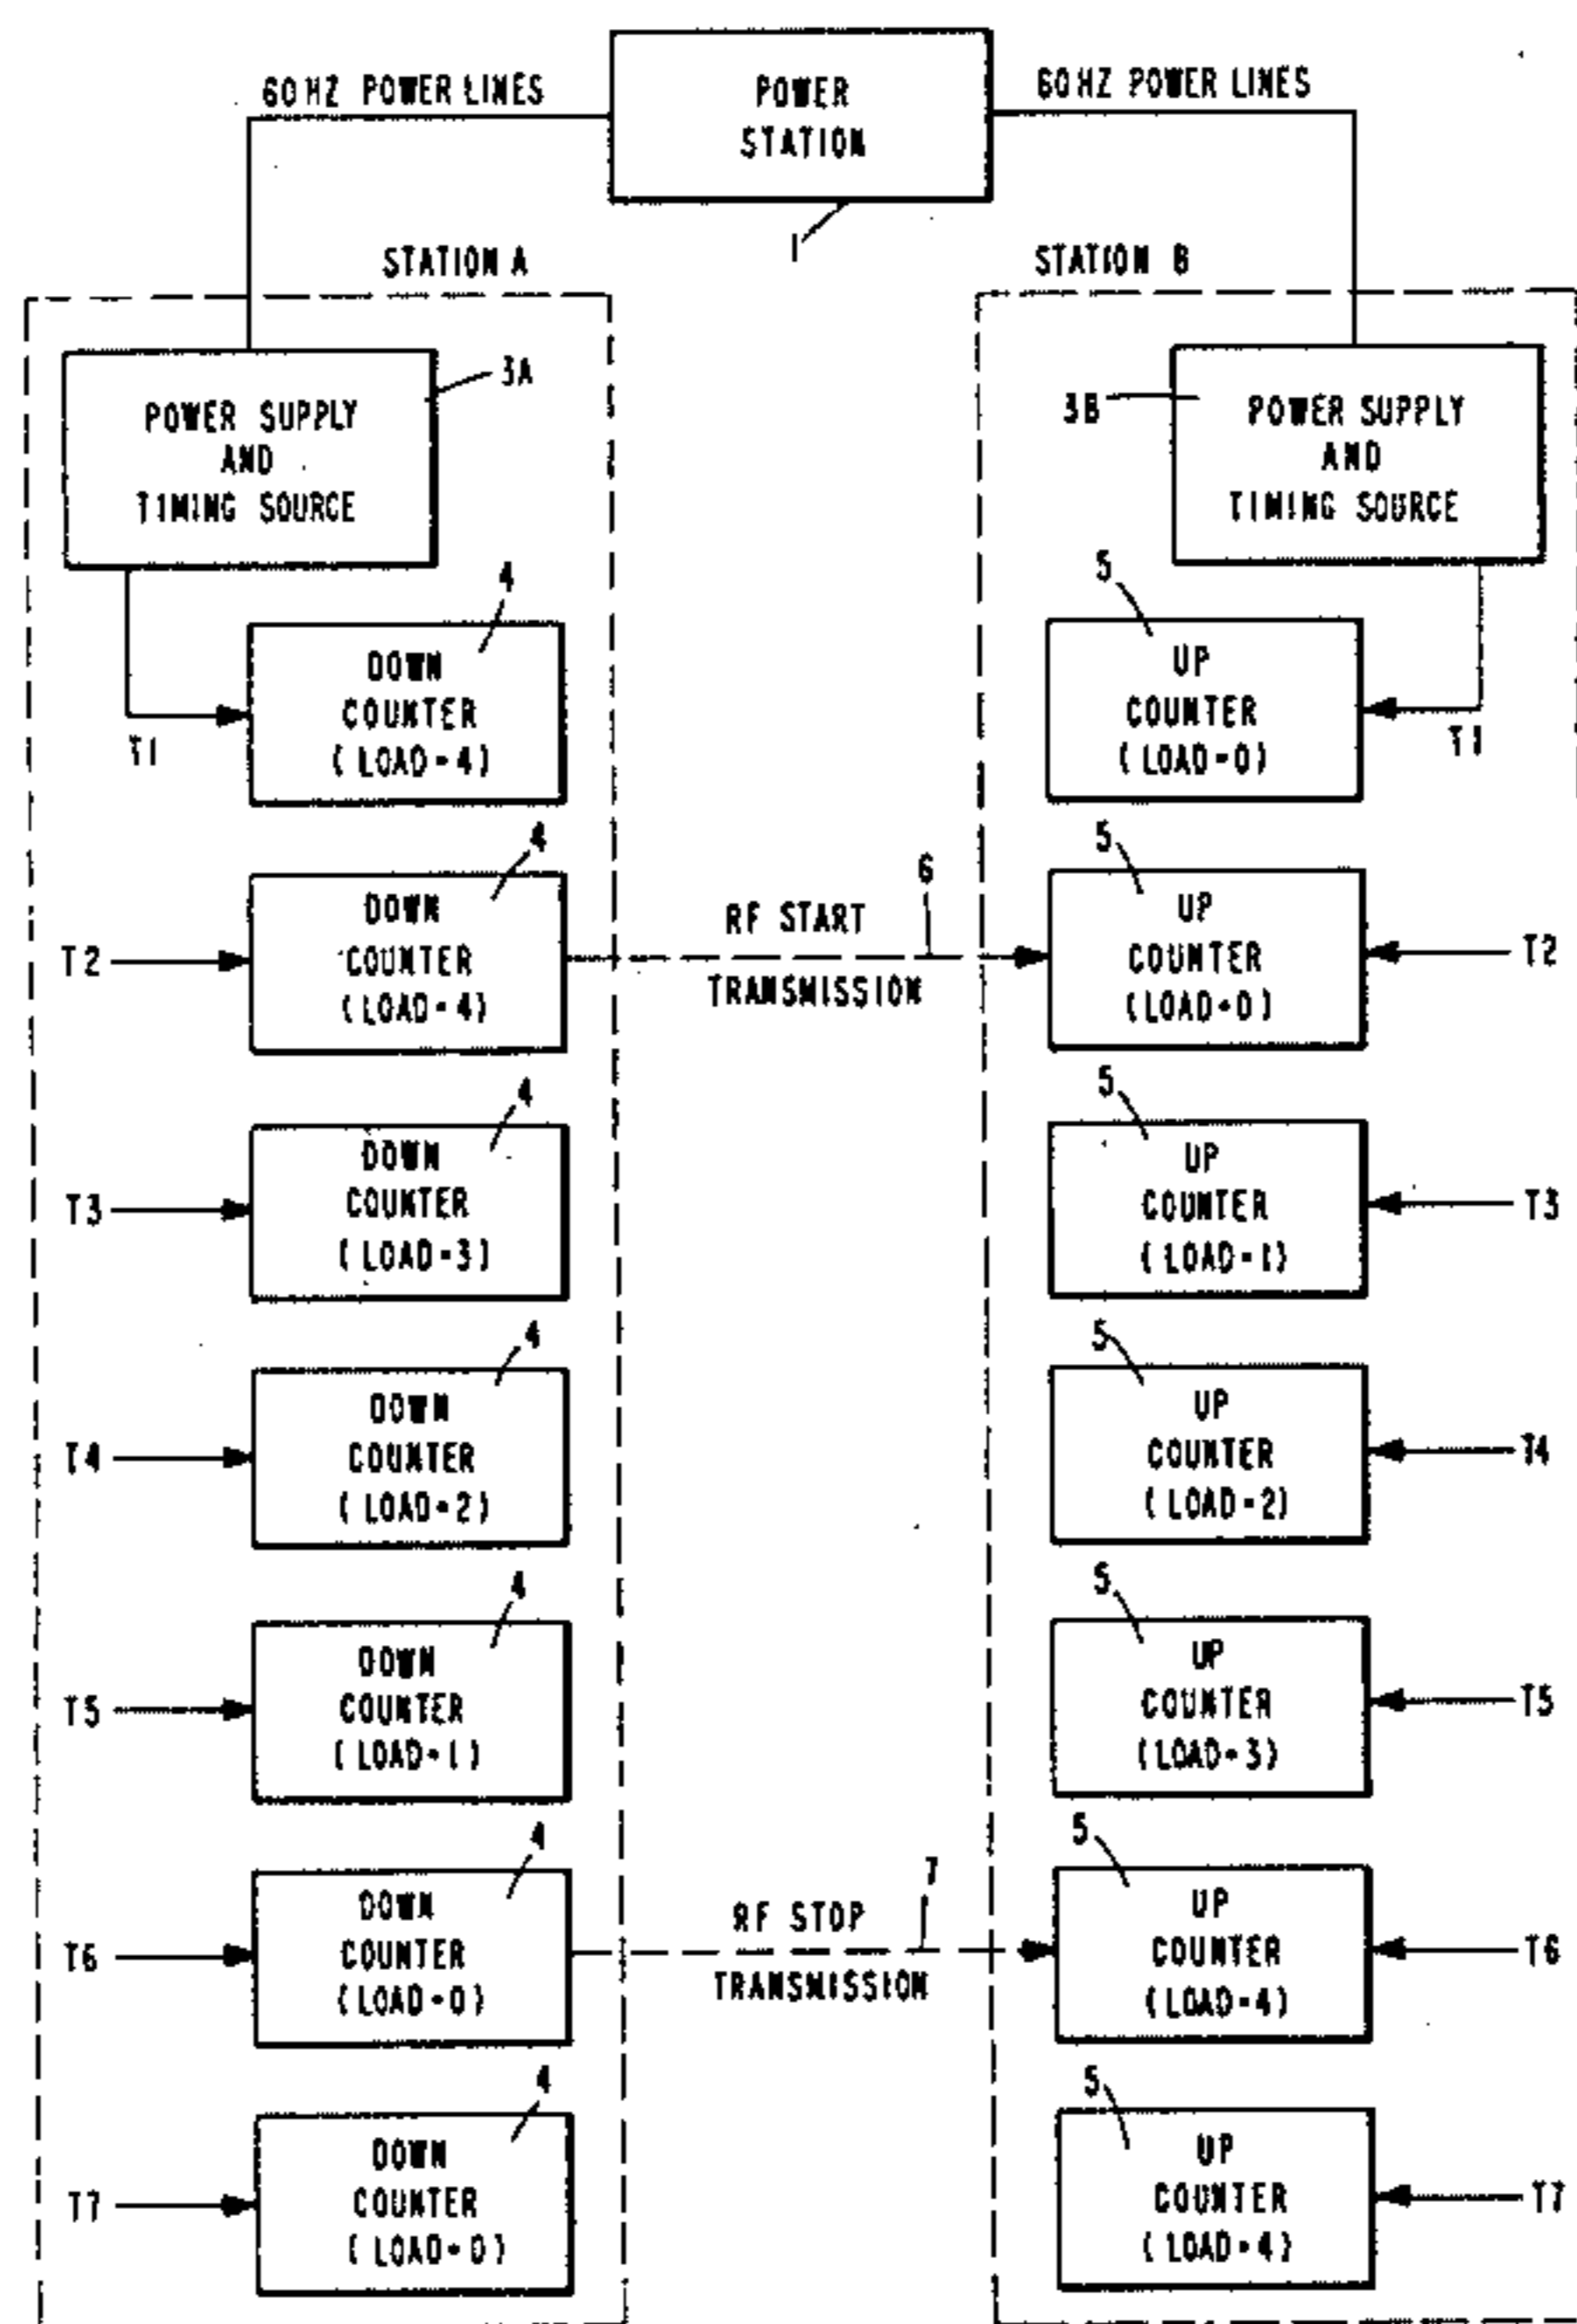 60 HZ POWER LINES
POWER
STATION
60 HZ POWER LINES
1
STATION A
STATION B
3A
POWER SUPPLY
AND
TIMING SOURCE
3B
POWER SUPPLY
AND
TIMING SOURCE
4
DOWN
COUNTER
(LOAD=4)
T1
5
UP
COUNTER
(LOAD=0)
T1
4
T2
DOWN
COUNTER
(LOAD=4)
RF START
TRANSMISSION
6
5
UP
COUNTER
(LOAD=0)
T2
4
T3
DOWN
COUNTER
(LOAD=3)
5
UP
COUNTER
(LOAD=1)
T3
4
T4
DOWN
COUNTER
(LOAD=2)
5
UP
COUNTER
(LOAD=2)
T4
4
T5
DOWN
COUNTER
(LOAD=1)
5
UP
COUNTER
(LOAD=3)
T5
4
T6
DOWN
COUNTER
(LOAD=0)
RF STOP
TRANSMISSION
7
5
UP
COUNTER
(LOAD=4)
T6
4
T7
DOWN
COUNTER
(LOAD=0)
5
UP
COUNTER
(LOAD=4)
T7